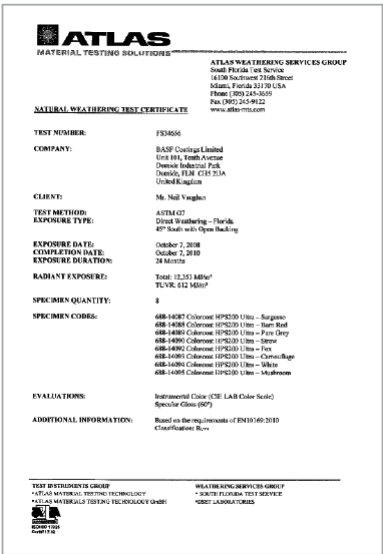 ATLAS
MATERIAL TESTING SOLUTIONS
ATLAS WEATHERING SERVICES GROUP
South Florida Test Service
16100 Southwest 216th Street
Miami, Florida 33170 USA
Phone (305) 245-3659
Fax (305) 245-9122
www.atlas-mts.com
NATURAL WEATHERING TEST CERTIFICATE
TEST NUMBER: FS34656
COMPANY: BASF Coatings Limited
Unit 101, Tenth Avenue
Deeside Industrial Park
Deeside, FLN CH5 2UA
United Kingdom
CLIENT: Mr. Neil Vaughan
TEST METHOD: ASTM G7
EXPOSURE TYPE: Direct Weathering – Florida
45° South with Open Backing
EXPOSURE DATE: October 7, 2008
COMPLETION DATE: October 7, 2010
EXPOSURE DURATION: 24 Months
RADIANT EXPOSURE: Total: 12,353 MJ/m²
TUVR: 612 MJ/m²
SPECIMEN QUANTITY: 8
SPECIMEN CODES: 688-14087 Colorcoat HPS200 Ultra – Sargasso
688-14088 Colorcoat HPS200 Ultra – Barn Red
688-14089 Colorcoat HPS200 Ultra – Pure Grey
688-14090 Colorcoat HPS200 Ultra – Straw
688-14092 Colorcoat HPS200 Ultra – Fox
688-14093 Colorcoat HPS200 Ultra – Camouflage
688-14094 Colorcoat HPS200 Ultra – White
688-14095 Colorcoat HPS200 Ultra – Mushroom
EVALUATIONS: Instrumental Color (CIE LAB Color Scale)
Specular Gloss (60°)
ADDITIONAL INFORMATION: Based on the requirements of EN10169:2010
Classification: Ruv4
TEST INSTRUMENTS GROUP
•ATLAS MATERIAL TESTING TECHNOLOGY
•ATLAS MATERIALS TESTING TECHNOLOGY GmbH
WEATHERING SERVICES GROUP
• SOUTH FLORIDA TEST SERVICE
•DSET LABORATORIES
ISO/IEC 17025